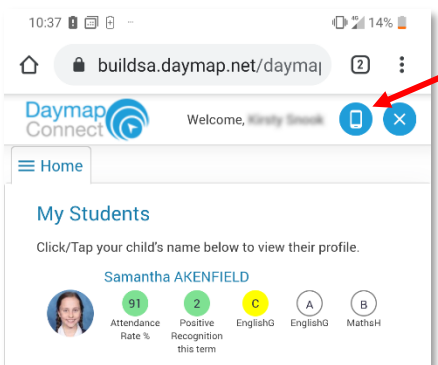 10:37 14%
buildsa.daymap.net/daymap 2
Daymap
Connect
Welcome,
Home
My Students
Click/Tap your child's name below to view their profile.
Samantha AKENFIELD
91 2 C A B
Attendance Positive EnglishG EnglishG MathsH
Rate % Recognition
this term